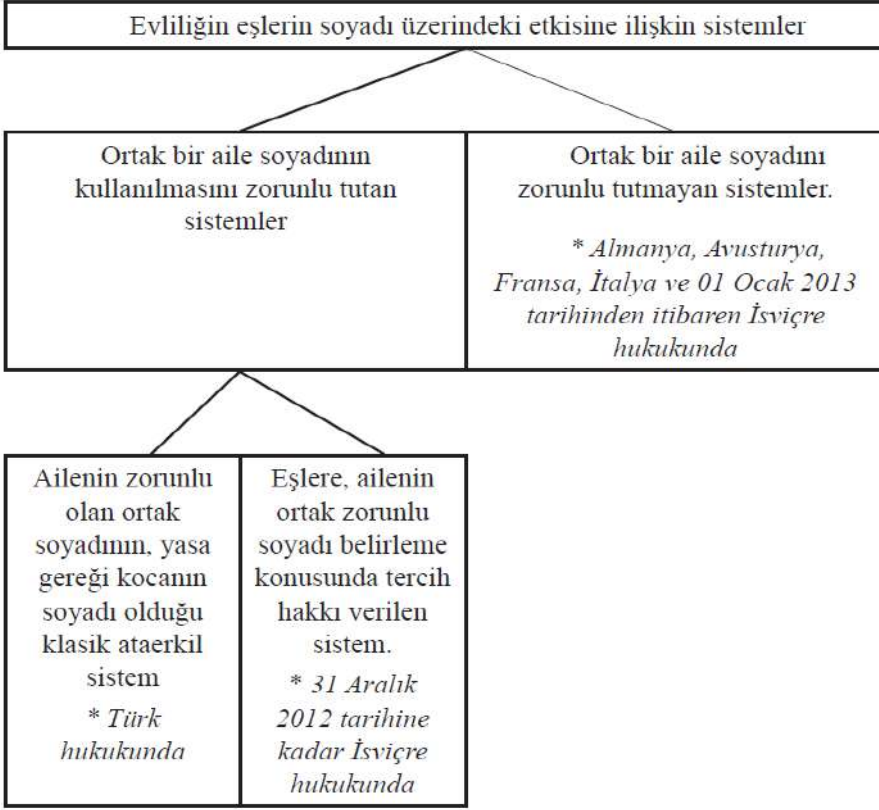 Evliliğin eşlerin soyadı üzerindeki etkisine ilişkin sistemler
Ortak bir aile soyadının
kullanılmasını zorunlu tutan
sistemler
Ortak bir aile soyadını
zorunlu tutmayan sistemler.
* Almanya, Avusturya,
Fransa, İtalya ve 01 Ocak 2013
tarihinden itibaren İsviçre
hukukunda
Ailenin zorunlu
olan ortak
soyadının, yasa
gereği kocanın
soyadı olduğu
klasik ataerkil
sistem
* Türk
hukukunda
Eşlere, ailenin
ortak zorunlu
soyadı belirleme
konusunda tercih
hakkı verilen
sistem.
* 31 Aralık
2012 tarihine
kadar İsviçre
hukukunda